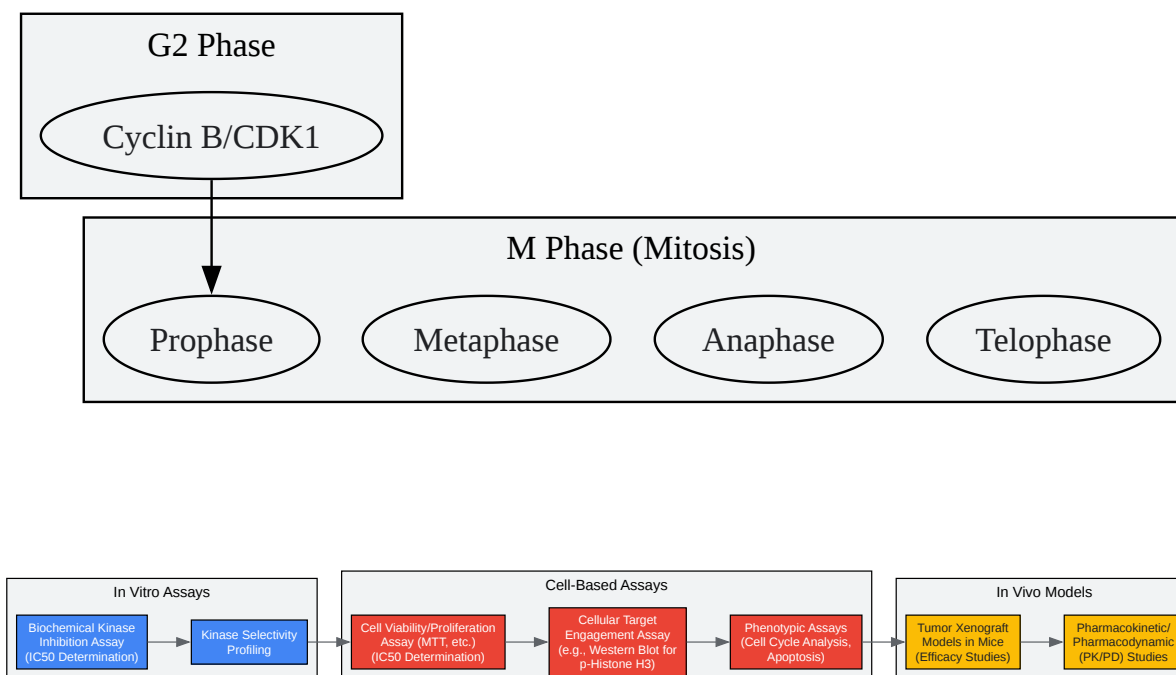 G2 Phase
Cyclin B/CDK1
M Phase (Mitosis)
Prophase
Metaphase
Anaphase
Telophase
In Vitro Assays
Biochemical Kinase
Inhibition Assay
(IC50 Determination)
Kinase Selectivity
Profiling
Cell-Based Assays
Cell Viability/Proliferation
Assay (MTT, etc.)
(IC50 Determination)
Cellular Target
Engagement Assay
(e.g., Western Blot for
p-Histone H3)
Phenotypic Assays
(Cell Cycle Analysis,
Apoptosis)
In Vivo Models
Tumor Xenograft
Models in Mice
(Efficacy Studies)
Pharmacokinetic/
Pharmacodynamic
(PK/PD) Studies